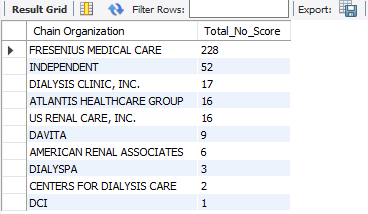 Result Grid Filter Rows: Export:
Chain Organization Total_No_Score
FRESENIUS MEDICAL CARE 228
INDEPENDENT 52
DIALYSIS CLINIC, INC. 17
ATLANTIS HEALTHCARE GROUP 16
US RENAL CARE, INC. 16
DAVITA 9
AMERICAN RENAL ASSOCIATES 6
DIALYSPA 3
CENTERS FOR DIALYSIS CARE 2
DCI 1